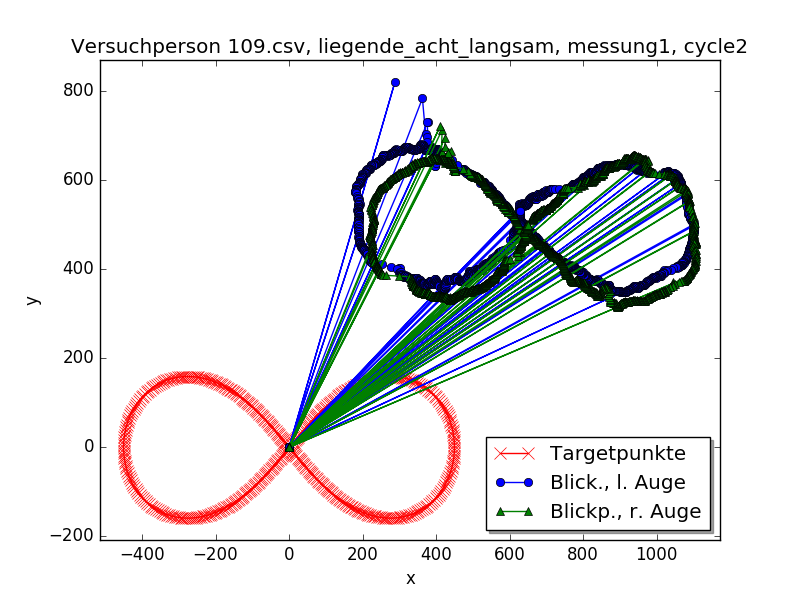 Versuchperson 109.csv, liegende_acht_langsam, messung1, cycle2
800
600
400
200
0
−200
y
−400 −200 0 200 400 600 800 1000
x
Targetpunkte
Blick., l. Auge
Blickp., r. Auge